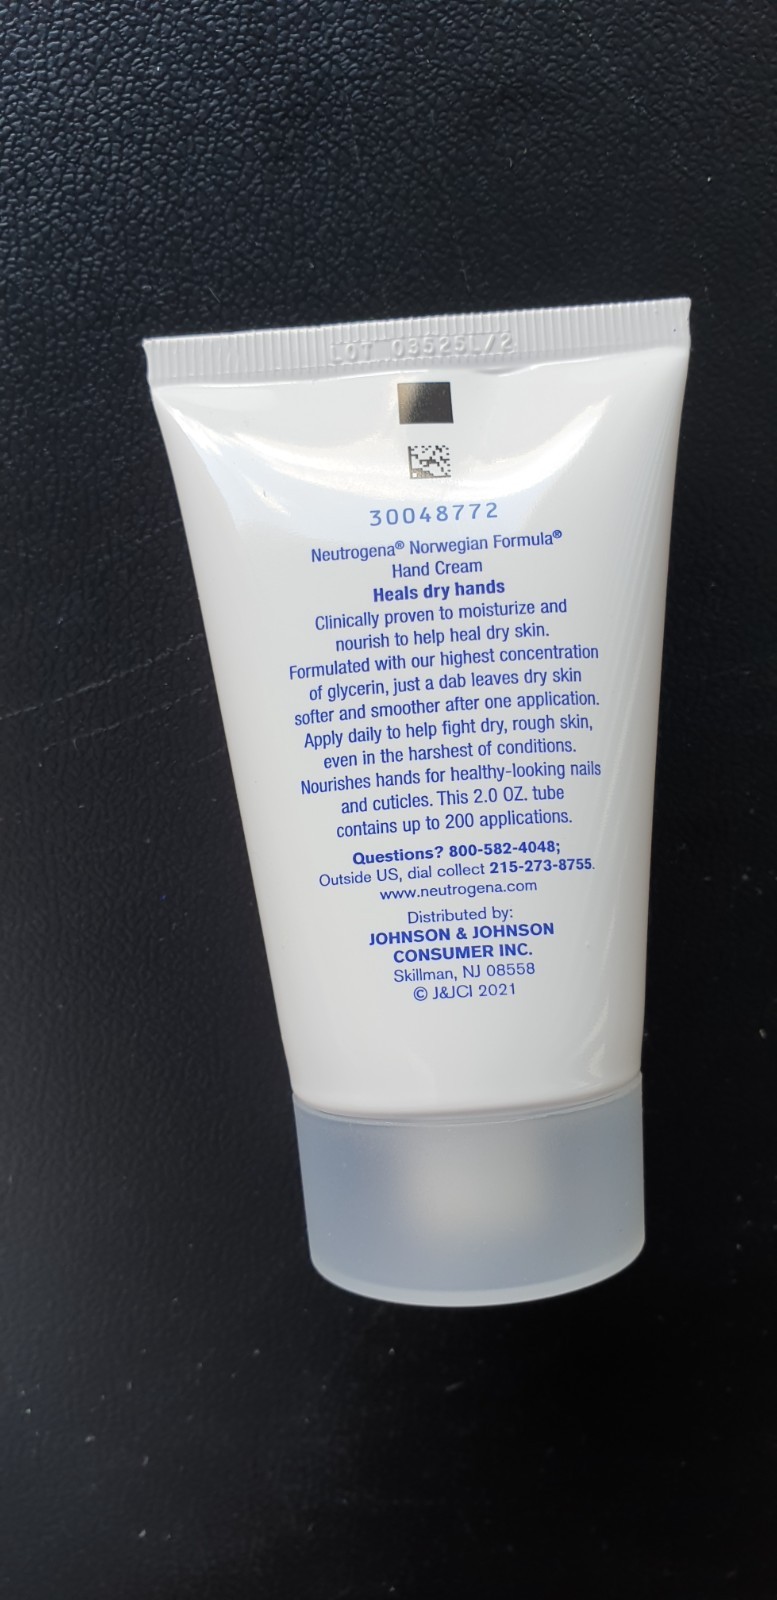 LOT 03525L/2
30048772
Neutrogena® Norwegian Formula®
Hand Cream
Heals dry hands
Clinically proven to moisturize and
nourish to help heal dry skin.
Formulated with our highest concentration
of glycerin, just a dab leaves dry skin
softer and smoother after one application.
Apply daily to help fight dry, rough skin,
even in the harshest of conditions.
Nourishes hands for healthy-looking nails
and cuticles. This 2.0 OZ. tube
contains up to 200 applications.
Questions? 800-582-4048;
Outside US, dial collect 215-273-8755.
www.neutrogena.com
Distributed by:
JOHNSON & JOHNSON
CONSUMER INC.
Skillman, NJ 08558
© J&JCI 2021